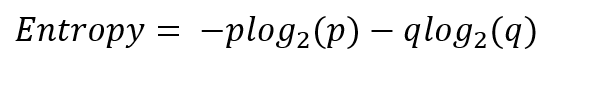 Entropy = −plog₂(p) − qlog₂(q)